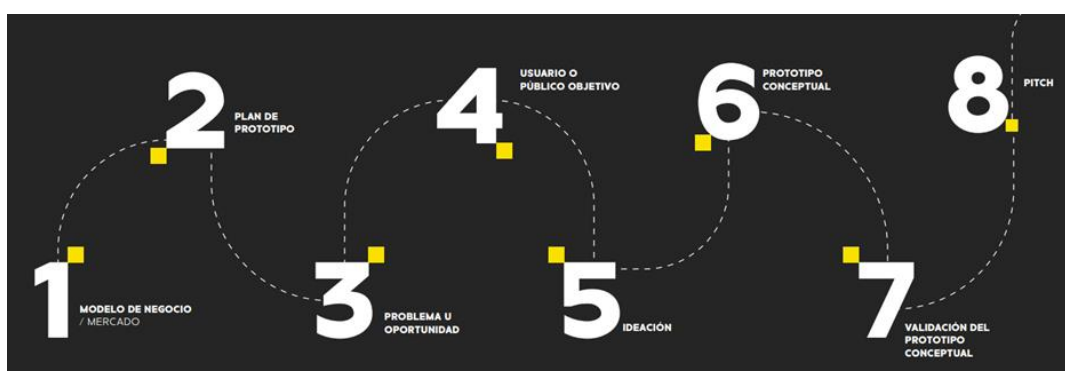 1
MODELO DE NEGOCIO
/ MERCADO
2
PLAN DE
PROTOTIPO
3
PROBLEMA U
OPORTUNIDAD
4
USUARIO O
PÚBLICO OBJETIVO
5
IDEACIÓN
6
PROTOTIPO
CONCEPTUAL
7
VALIDACIÓN DEL
PROTOTIPO
CONCEPTUAL
8
PITCH